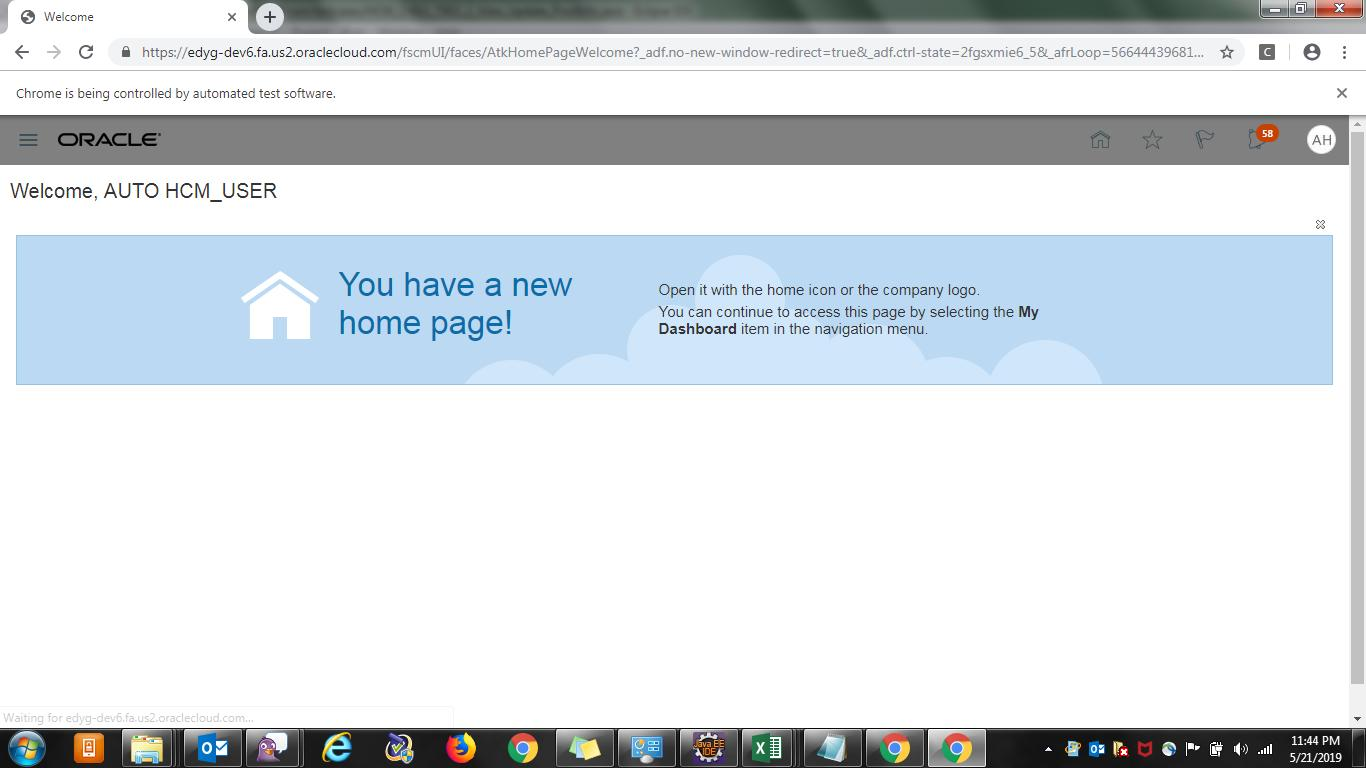 Welcome
https://edyg-dev6.fa.us2.oraclecloud.com/fscmUI/faces/AtkHomePageWelcome?_adf.no-new-window-redirect=true&_adf.ctrl-state=2fgsxmie6_5&_afrLoop=56644439681...
C
Chrome is being controlled by automated test software.
ORACLE
58
AH
Welcome, AUTO HCM_USER
You have a new
home page!
Open it with the home icon or the company logo.
You can continue to access this page by selecting the My
Dashboard item in the navigation menu.
Waiting for edyg-dev6.fa.us2.oraclecloud.com...
Java EE
IDE
11:44 PM
5/21/2019